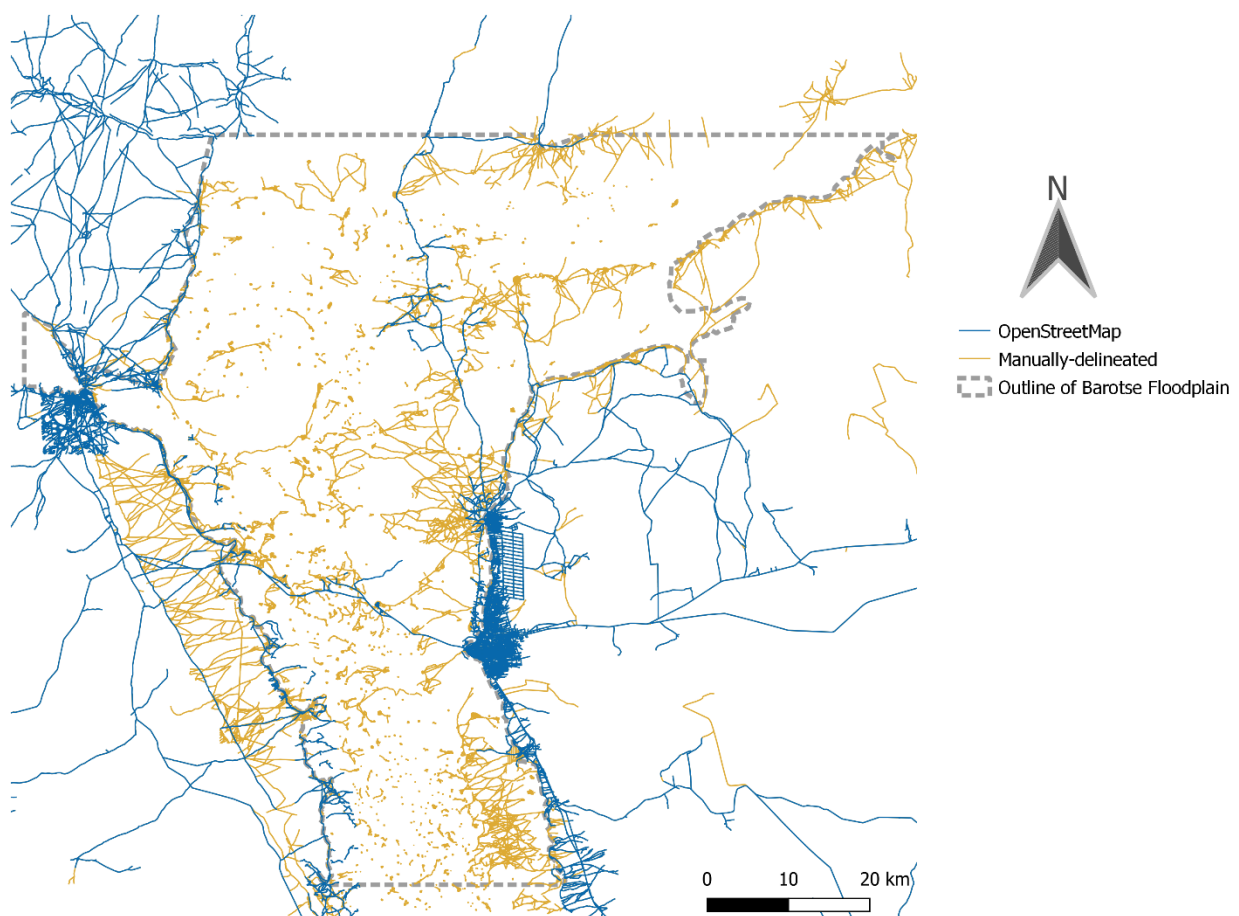 N
OpenStreetMap
Manually-delineated
Outline of Barotse Floodplain
0 10 20 km